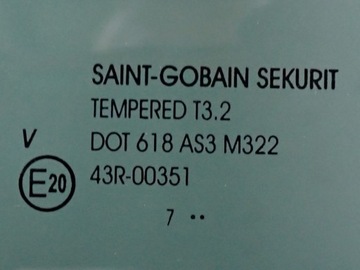 SAINT-GOBAIN SEKURIT
TEMPERED T3.2
V
DOT 618 AS3 M322
E20
43R-00351
7 ..